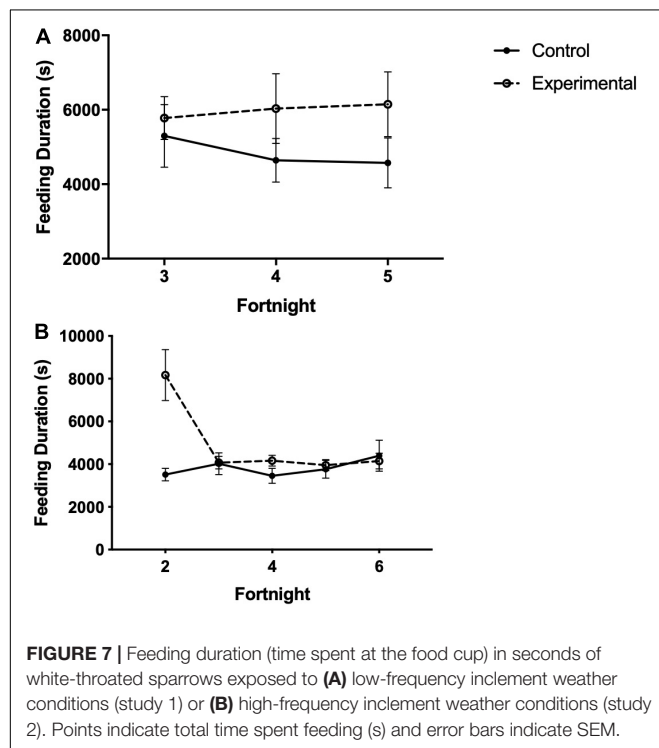 A
8000
6000
4000
2000
Feeding Duration (s)
3 4 5
Fortnight
Control
Experimental
B
10000
8000
6000
4000
2000
0
Feeding Duration (s)
2 4 6
Fortnight
FIGURE 7 | Feeding duration (time spent at the food cup) in seconds of
white-throated sparrows exposed to (A) low-frequency inclement weather
conditions (study 1) or (B) high-frequency inclement weather conditions (study
2). Points indicate total time spent feeding (s) and error bars indicate SEM.